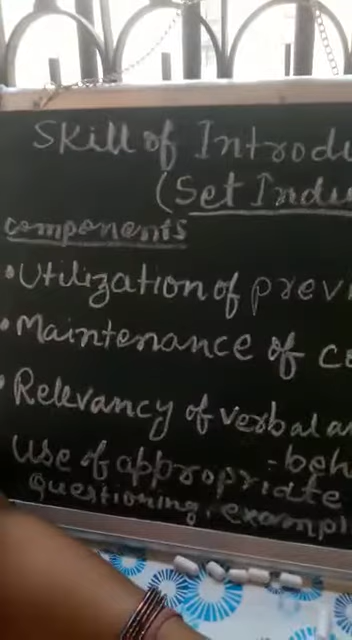 Skill of Introdu
(Set Indu
components
• Utilization of previ
• Maintenance of co
• Relevancy of verbal a
- beh
Use of appropriate
Questioning, exampl